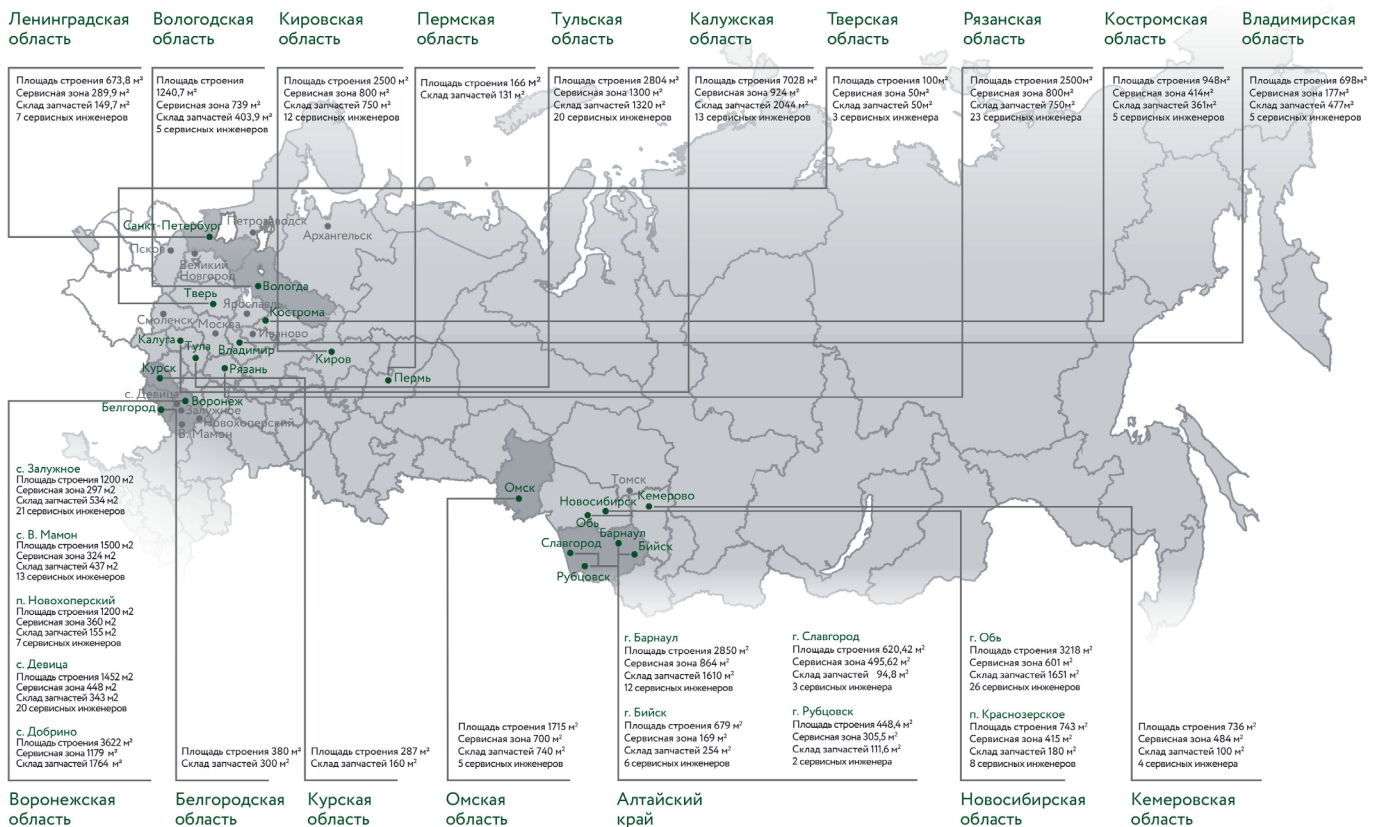 Ленинградская
область
Площадь строения 673,8 м²
Сервисная зона 289,9 м²
Склад запчастей 149,7 м²
7 сервисных инженеров
Вологодская
область
Площадь строения
1240,7 м²
Сервисная зона 739 м²
Склад запчастей 403,9 м²
5 сервисных инженеров
Кировская
область
Площадь строения 2500 м²
Сервисная зона 800 м²
Склад запчастей 750 м²
12 сервисных инженеров
Пермская
область
Площадь строения 166 м²
Склад запчастей 131 м²
Тульская
область
Площадь строения 2804 м²
Сервисная зона 1300 м²
Склад запчастей 1320 м²
20 сервисных инженеров
Калужская
область
Площадь строения 7028 м²
Сервисная зона 924 м²
Склад запчастей 2044 м²
13 сервисных инженеров
Тверская
область
Площадь строения 100м²
Сервисная зона 50м²
Склад запчастей 50м²
3 сервисных инженера
Рязанская
область
Площадь строения 2500м²
Сервисная зона 800м²
Склад запчастей 750м²
23 сервисных инженера
Костромская
область
Площадь строения 948м²
Сервисная зона 414м²
Склад запчастей 361м²
5 сервисных инженеров
Владимирская
область
Площадь строения 698м²
Сервисная зона 177м²
Склад запчастей 477м²
5 сервисных инженеров
Санкт-Петербург
Петрозаводск
Архангельск
Псков
Великий
Новгород
Вологда
Тверь
Ярославль
Кострома
Смоленск
Москва
Иваново
Калуга
Тула
Владимир
Киров
Курск
Рязань
Пермь
с. Девица
Воронеж
Белгород
Залужное
Новохоперский
В. Мамон
Омск
Томск
Новосибирск
Кемерово
Обь
Барнаул
Славгород
Бийск
Рубцовск
с. Залужное
Площадь строения 1200 м2
Сервисная зона 297 м2
Склад запчастей 534 м2
21 сервисных инженеров
с. В. Мамон
Площадь строения 1500 м2
Сервисная зона 324 м2
Склад запчастей 437 м2
13 сервисных инженеров
п. Новохоперский
Площадь строения 1200 м2
Сервисная зона 360 м2
Склад запчастей 155 м2
7 сервисных инженеров
с. Девица
Площадь строения 1452 м2
Сервисная зона 448 м2
Склад запчастей 343 м2
20 сервисных инженеров
с. Добрино
Площадь строения 3622 м²
Сервисная зона 1179 м²
Склад запчастей 1764 м²
Воронежская
область
Площадь строения 380 м²
Склад запчастей 300 м²
Белгородская
область
Площадь строения 287 м²
Склад запчастей 160 м²
Курская
область
Площадь строения 1715 м²
Сервисная зона 700 м²
Склад запчастей 740 м²
5 сервисных инженеров
Омская
область
г. Барнаул
Площадь строения 2850 м²
Сервисная зона 864 м²
Склад запчастей 1610 м²
12 сервисных инженеров
г. Бийск
Площадь строения 679 м²
Сервисная зона 169 м²
Склад запчастей 254 м²
6 сервисных инженеров
г. Славгород
Площадь строения 620,42 м²
Сервисная зона 495,62 м²
Склад запчастей 94,8 м²
3 сервисных инженера
г. Рубцовск
Площадь строения 448,4 м²
Сервисная зона 305,5 м²
Склад запчастей 111,6 м²
2 сервисных инженера
Алтайский
край
г. Обь
Площадь строения 3218 м²
Сервисная зона 601 м²
Склад запчастей 1651 м²
26 сервисных инженеров
п. Краснозерское
Площадь строения 743 м²
Сервисная зона 415 м²
Склад запчастей 180 м²
8 сервисных инженеров
Новосибирская
область
Площадь строения 736 м²
Сервисная зона 484 м²
Склад запчастей 100 м²
4 сервисных инженера
Кемеровская
область